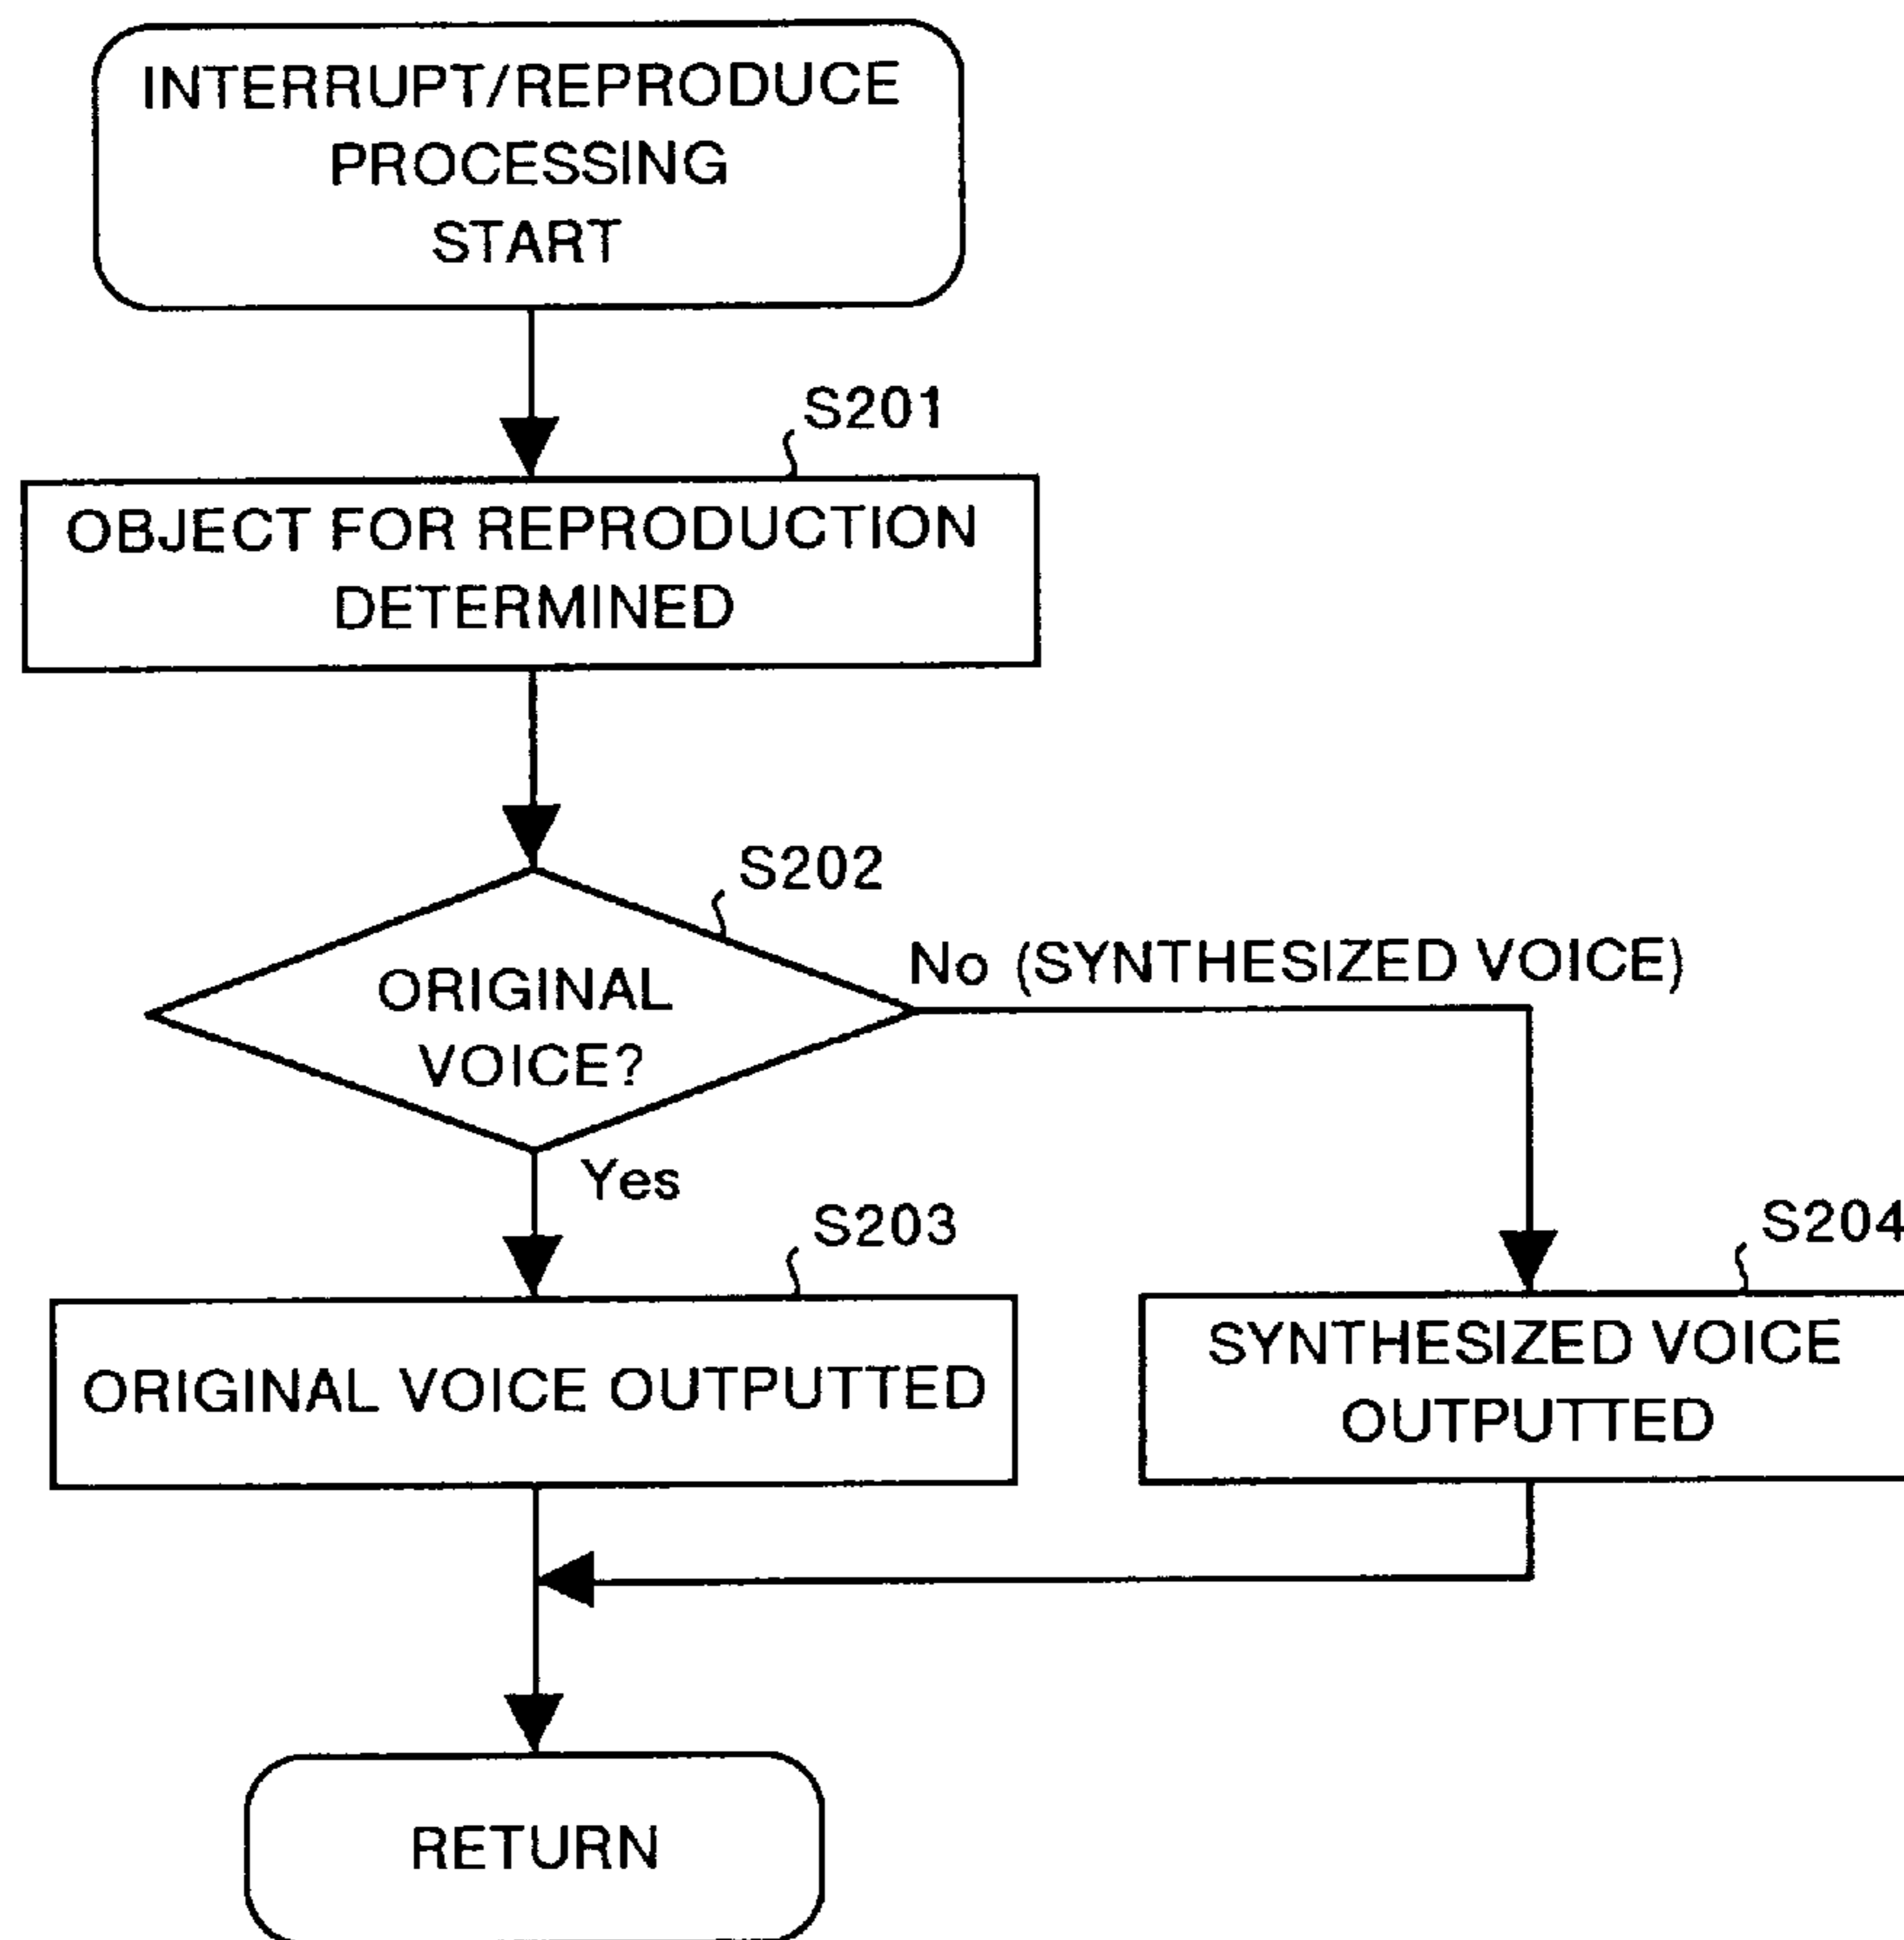 INTERRUPT/REPRODUCE
PROCESSING
START
S201
OBJECT FOR REPRODUCTION
DETERMINED
S202
ORIGINAL
VOICE?
No (SYNTHESIZED VOICE)
Yes
S203
ORIGINAL VOICE OUTPUTTED
S204
SYNTHESIZED VOICE
OUTPUTTED
RETURN